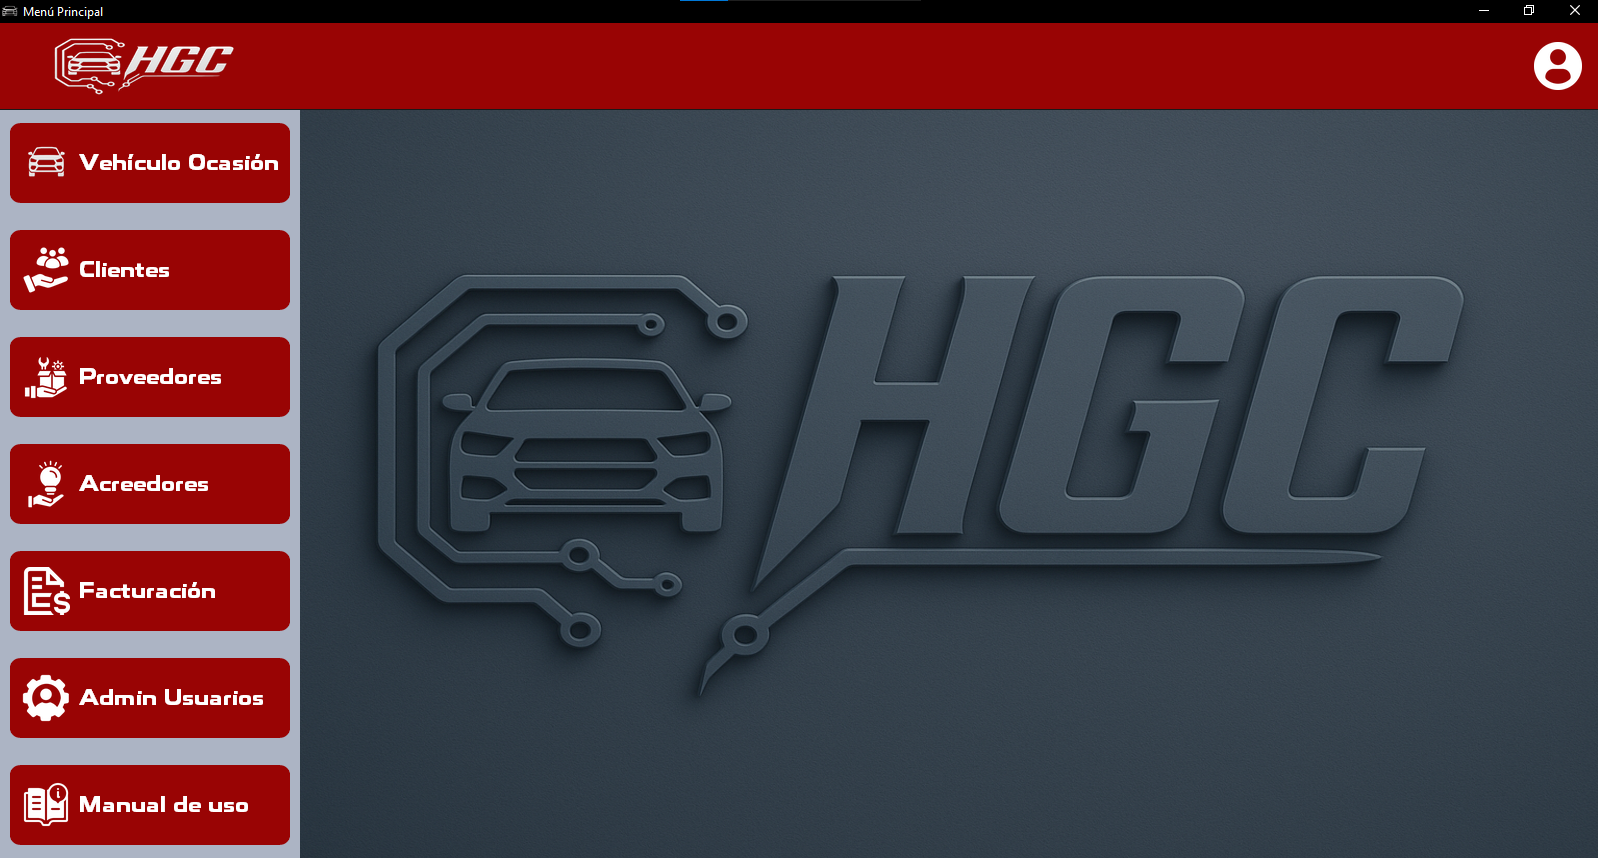 Menú Principal
HGC
Vehículo Ocasión
Clientes
Proveedores
Acreedores
Facturación
Admin Usuarios
Manual de uso
HGC